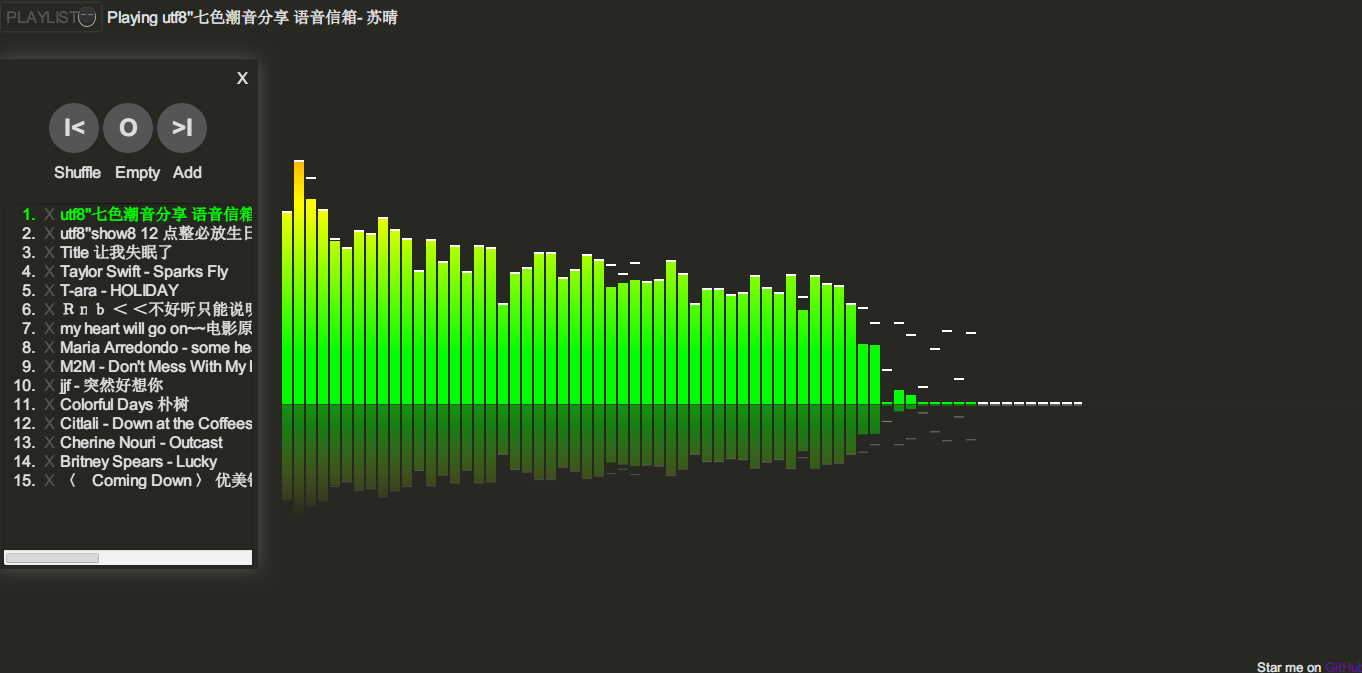 PLAYLIST Playing utf8"七色潮音分享 语音信箱- 苏晴
X
|< O >|
Shuffle Empty Add
1. X utf8"七色潮音分享 语音信箱
2. X utf8"show8 12 点整必放生日
3. X Title 让我失眠了
4. X Taylor Swift - Sparks Fly
5. X T-ara - HOLIDAY
6. X Ｒｎｂ ＜＜不好听只能说明
7. X my heart will go on~~电影原
8. X Maria Arredondo - some hea
9. X M2M - Don't Mess With My
10. X jjf - 突然好想你
11. X Colorful Days 朴树
12. X Citlali - Down at the Coffees
13. X Cherine Nouri - Outcast
14. X Britney Spears - Lucky
15. X 〈　Coming Down 〉 优美
Star me on GitHub